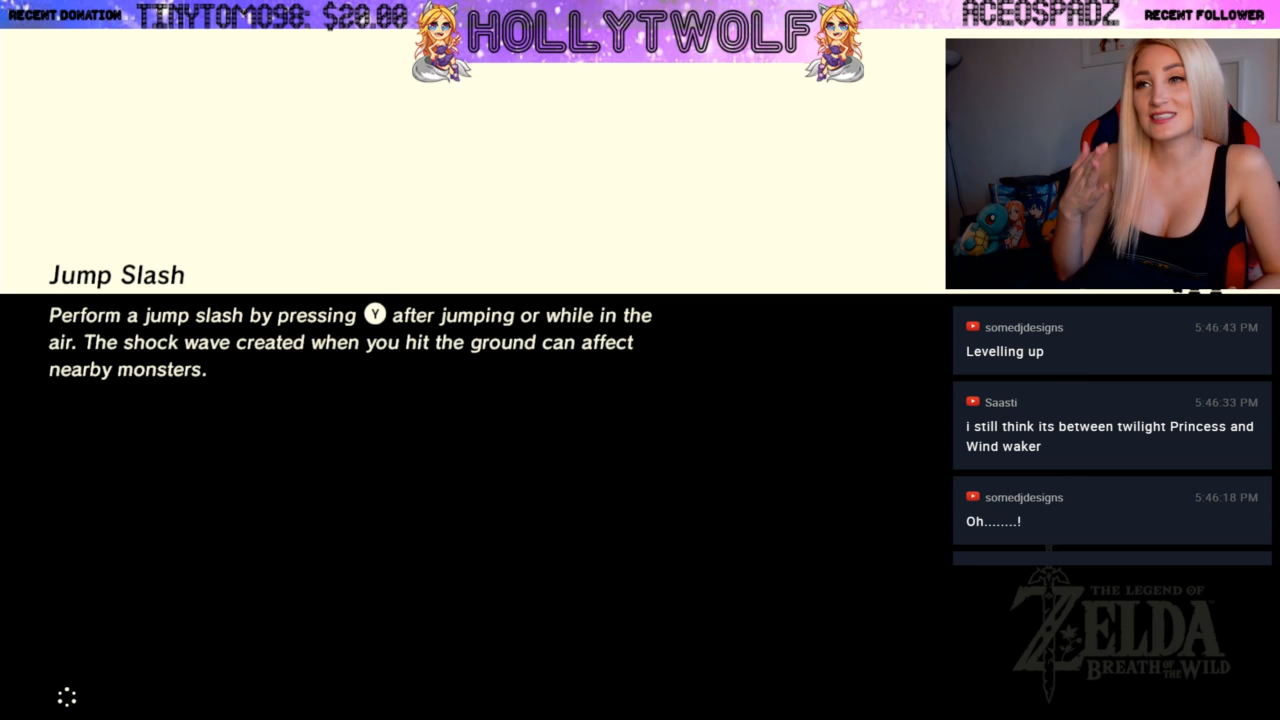 RECENT DONATION
TINYTOMO98: $20.00
HOLLYTWOLF
ACEOSPADZ
RECENT FOLLOWER
Jump Slash
Perform a jump slash by pressing Y after jumping or while in the
air. The shock wave created when you hit the ground can affect
nearby monsters.
somedjdesigns 5:46:43 PM
Levelling up
Saasti 5:46:33 PM
i still think its between twilight Princess and
Wind waker
somedjdesigns 5:46:18 PM
Oh........!
THE LEGEND OF
ZELDA
BREATH OF THE WILD